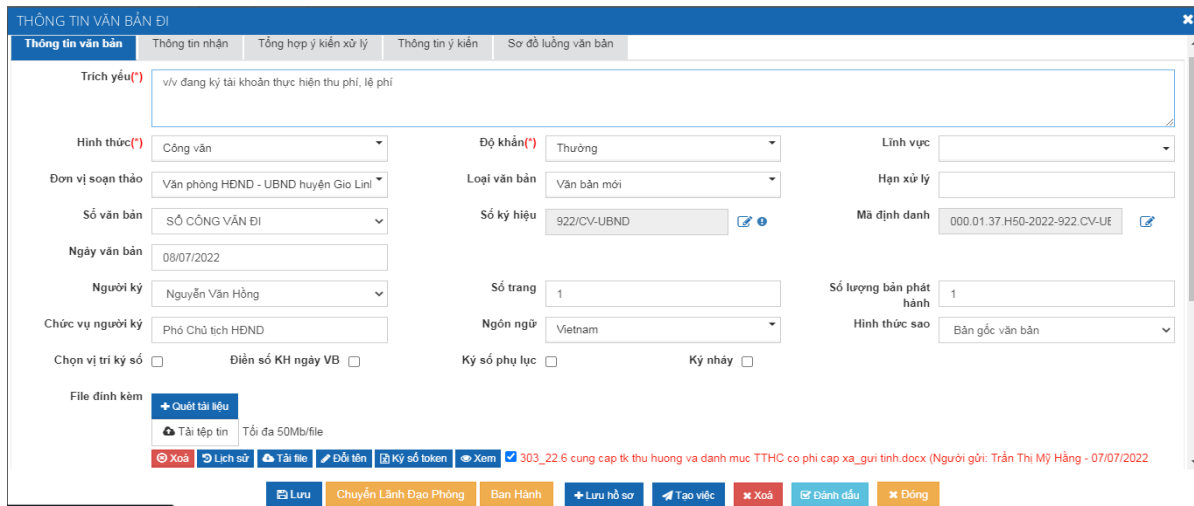 THÔNG TIN VĂN BẢN ĐI
Thông tin văn bản Thông tin nhận Tổng hợp ý kiến xử lý Thông tin ý kiến Sơ đồ luồng văn bản
Trích yếu(*) v/v đang ký tài khoản thực hiện thu phí, lệ phí
Hình thức(*) Công văn Độ khẩn(*) Thường Lĩnh vực
Đơn vị soạn thảo Văn phòng HĐND - UBND huyện Gio Linl Loại văn bản Văn bản mới Hạn xử lý
Sổ văn bản SỔ CÔNG VĂN ĐI Số ký hiệu 922/CV-UBND Mã định danh 000.01.37.H50-2022-922.CV-UE
Ngày văn bản 08/07/2022
Người ký Nguyễn Văn Hồng Số trang 1 Số lượng bản phát
hành 1
Chức vụ người ký Phó Chủ tịch HĐND Ngôn ngữ Vietnam Hình thức sao Bản gốc văn bản
Chọn vị trí ký số Điền số KH ngày VB Ký số phụ lục Ký nháy
File đính kèm
Quét tài liệu
Tải tệp tin Tối đa 50Mb/file
Xoá Lịch sử Tải file Đổi tên Ký số token Xem 303_22.6 cung cap tk thu huong va danh muc TTHC co phi cap xa_gưi tinh.docx (Người gửi: Trần Thị Mỹ Hằng - 07/07/2022
Lưu Chuyển Lãnh Đạo Phòng Ban Hành Lưu hồ sơ Tạo việc Xoá Đánh dấu Đóng